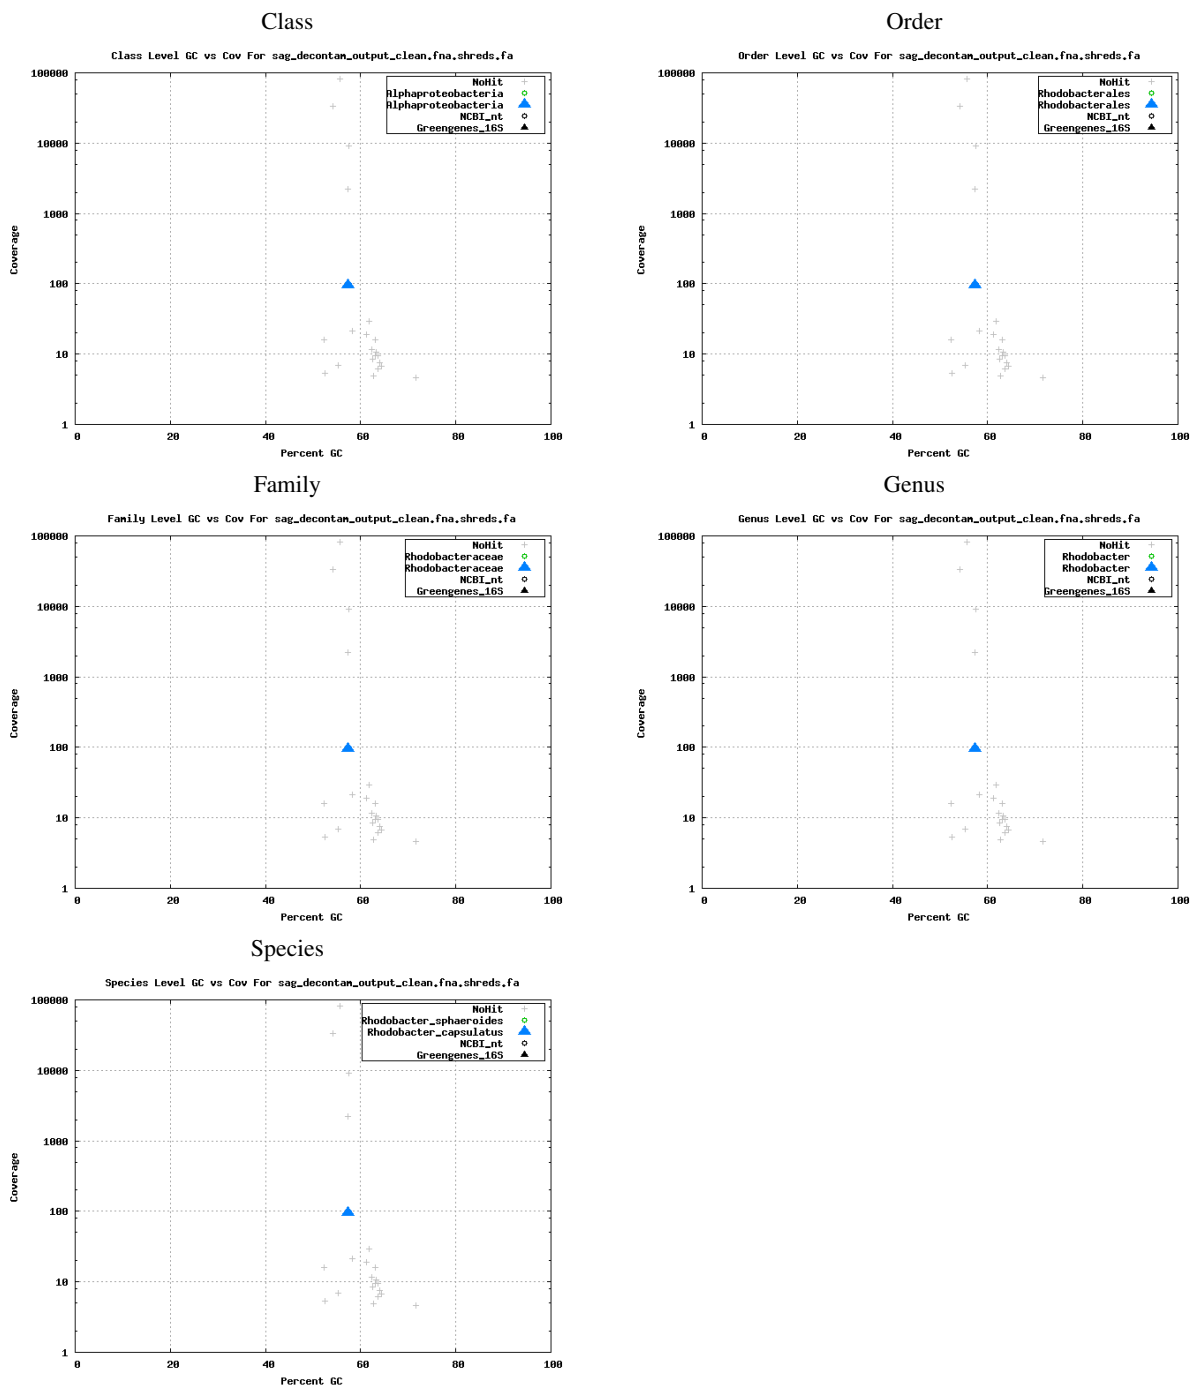 Class
Class Level GC vs Cov For sag_decontam_output_clean.fna.shreds.fa
NoHit
Alphaproteobacteria
Alphaproteobacteria
NCBI_nt
Greengenes_16S
100000
10000
1000
100
10
1
Coverage
0 20 40 60 80 100
Percent GC
Order
Order Level GC vs Cov For sag_decontam_output_clean.fna.shreds.fa
NoHit
Rhodobacterales
Rhodobacterales
NCBI_nt
Greengenes_16S
100000
10000
1000
100
10
1
Coverage
0 20 40 60 80 100
Percent GC
Family
Family Level GC vs Cov For sag_decontam_output_clean.fna.shreds.fa
NoHit
Rhodobacteraceae
Rhodobacteraceae
NCBI_nt
Greengenes_16S
100000
10000
1000
100
10
1
Coverage
0 20 40 60 80 100
Percent GC
Genus
Genus Level GC vs Cov For sag_decontam_output_clean.fna.shreds.fa
NoHit
Rhodobacter
Rhodobacter
NCBI_nt
Greengenes_16S
100000
10000
1000
100
10
1
Coverage
0 20 40 60 80 100
Percent GC
Species
Species Level GC vs Cov For sag_decontam_output_clean.fna.shreds.fa
NoHit
Rhodobacter_sphaeroides
Rhodobacter_capsulatus
NCBI_nt
Greengenes_16S
100000
10000
1000
100
10
1
Coverage
0 20 40 60 80 100
Percent GC